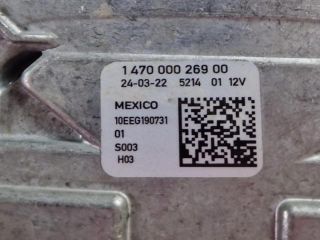 1 470 000 269 00
24-03-22 5214 01 12V
MEXICO
10EEG190731
01
S003
H03